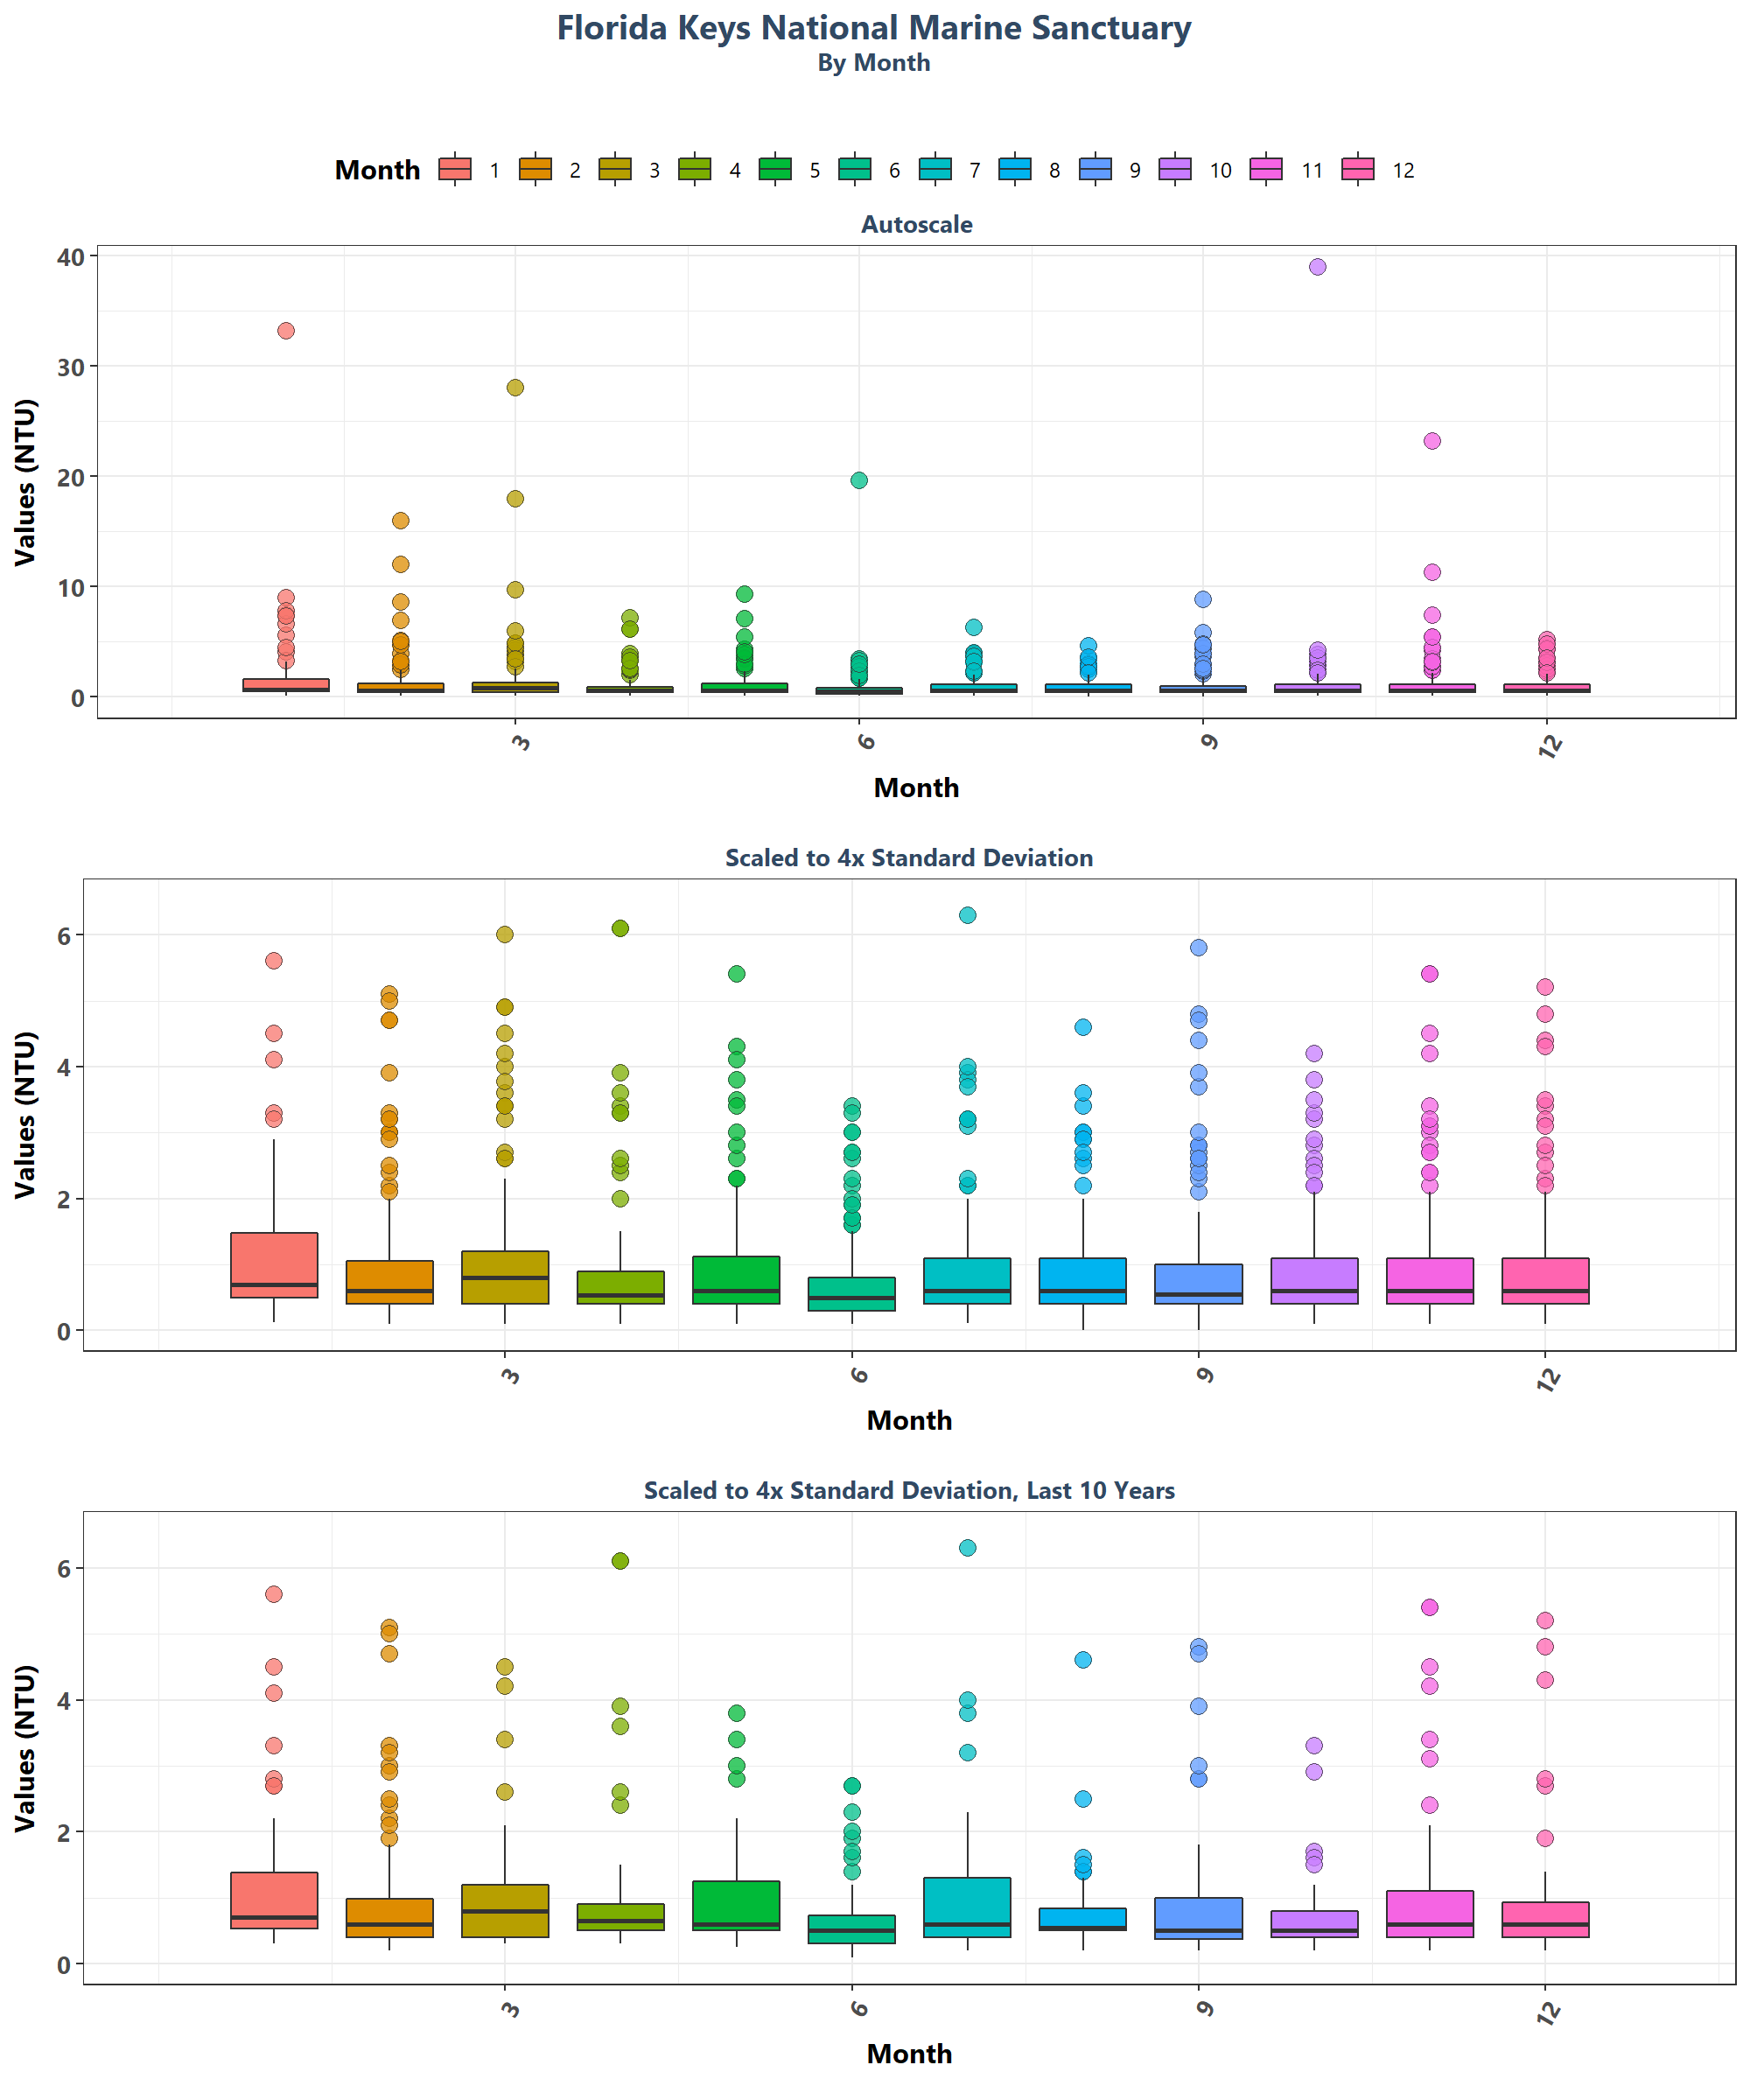 Florida Keys National Marine Sanctuary
By Month
Month 1 2 3 4 5 6 7 8 9 10 11 12
Autoscale
Values (NTU)
40
30
20
10
0
3 6 9 12
Month
Scaled to 4x Standard Deviation
Values (NTU)
6
4
2
0
3 6 9 12
Month
Scaled to 4x Standard Deviation, Last 10 Years
Values (NTU)
6
4
2
0
3 6 9 12
Month